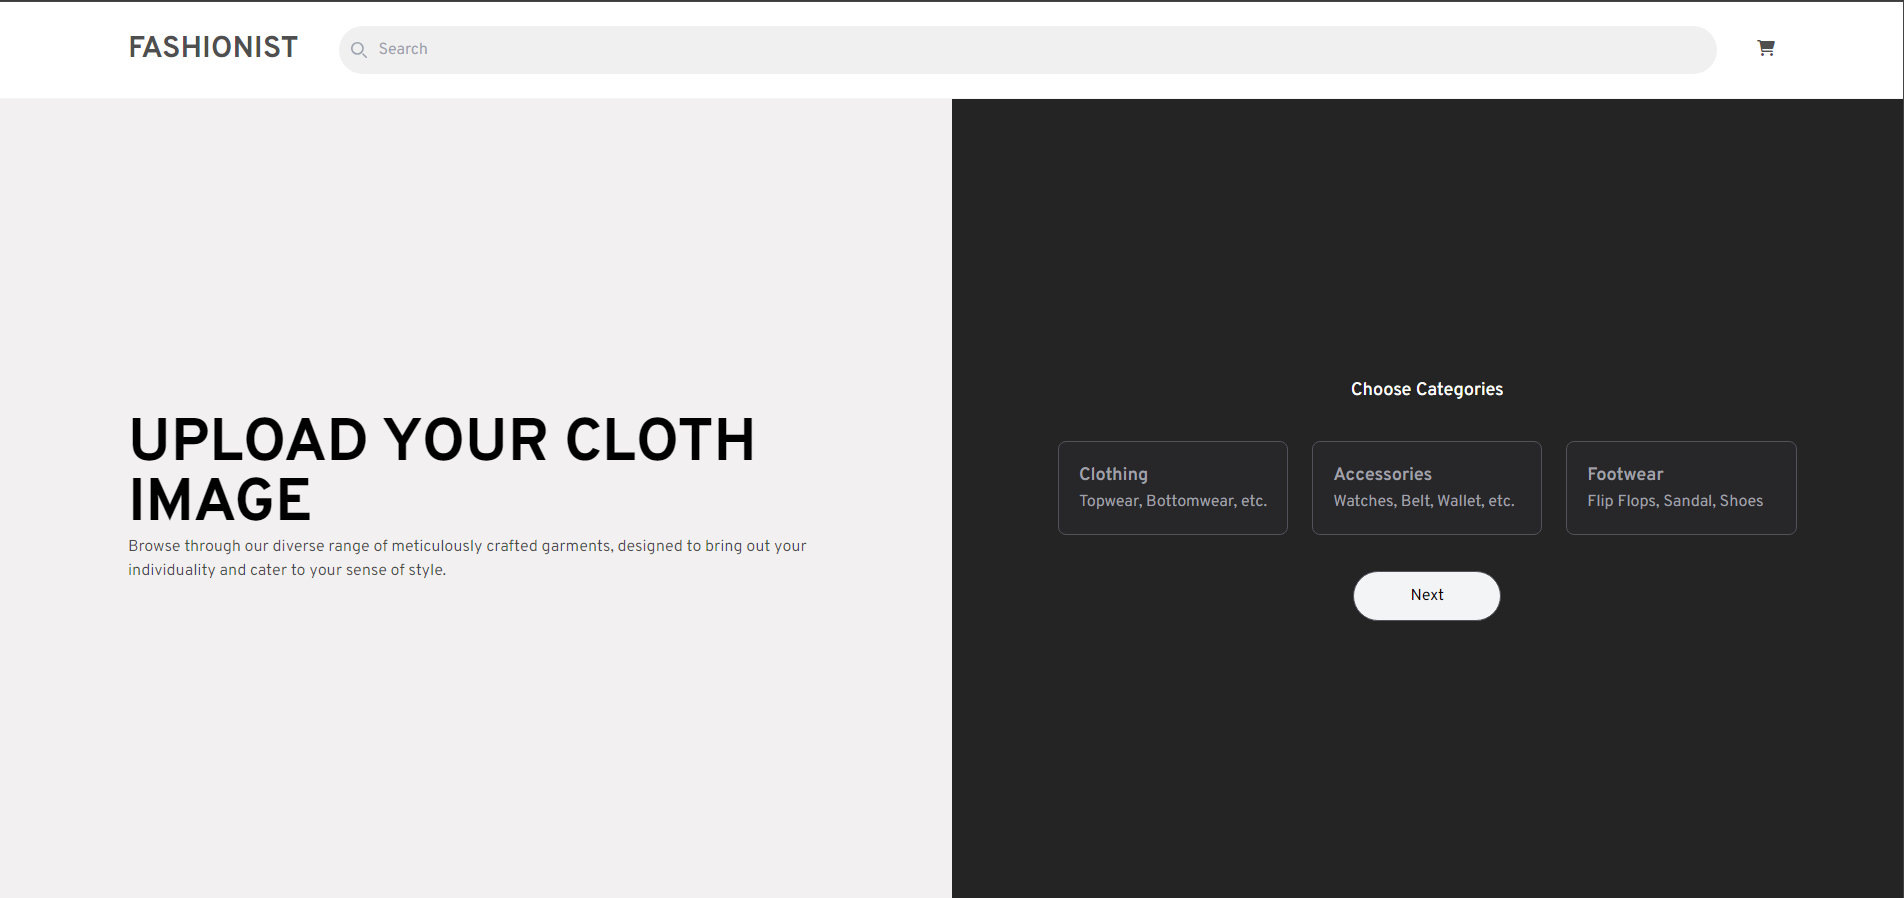 FASHIONIST
Search
UPLOAD YOUR CLOTH
IMAGE
Browse through our diverse range of meticulously crafted garments, designed to bring out your
individuality and cater to your sense of style.
Choose Categories
Clothing
Topwear, Bottomwear, etc.
Accessories
Watches, Belt, Wallet, etc.
Footwear
Flip Flops, Sandal, Shoes
Next